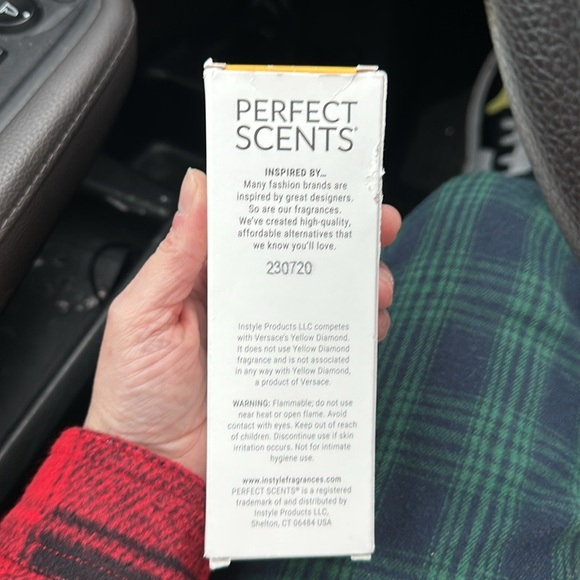 PERFECT
SCENTS®
INSPIRED BY...
Many fashion brands are
inspired by great designers.
So are our fragrances.
We've created high-quality,
affordable alternatives that
we know you'll love.
230720
Instyle Products LLC competes
with Versace's Yellow Diamond.
It does not use Yellow Diamond
fragrance and is not associated
in any way with Yellow Diamond,
a product of Versace.
WARNING: Flammable; do not use
near heat or open flame. Avoid
contact with eyes. Keep out of reach
of children. Discontinue use if skin
irritation occurs. Not for intimate
hygiene use.
www.instylefragrances.com
PERFECT SCENTS® is a registered
trademark of and distributed by
Instyle Products LLC,
Shelton, CT 06484 USA